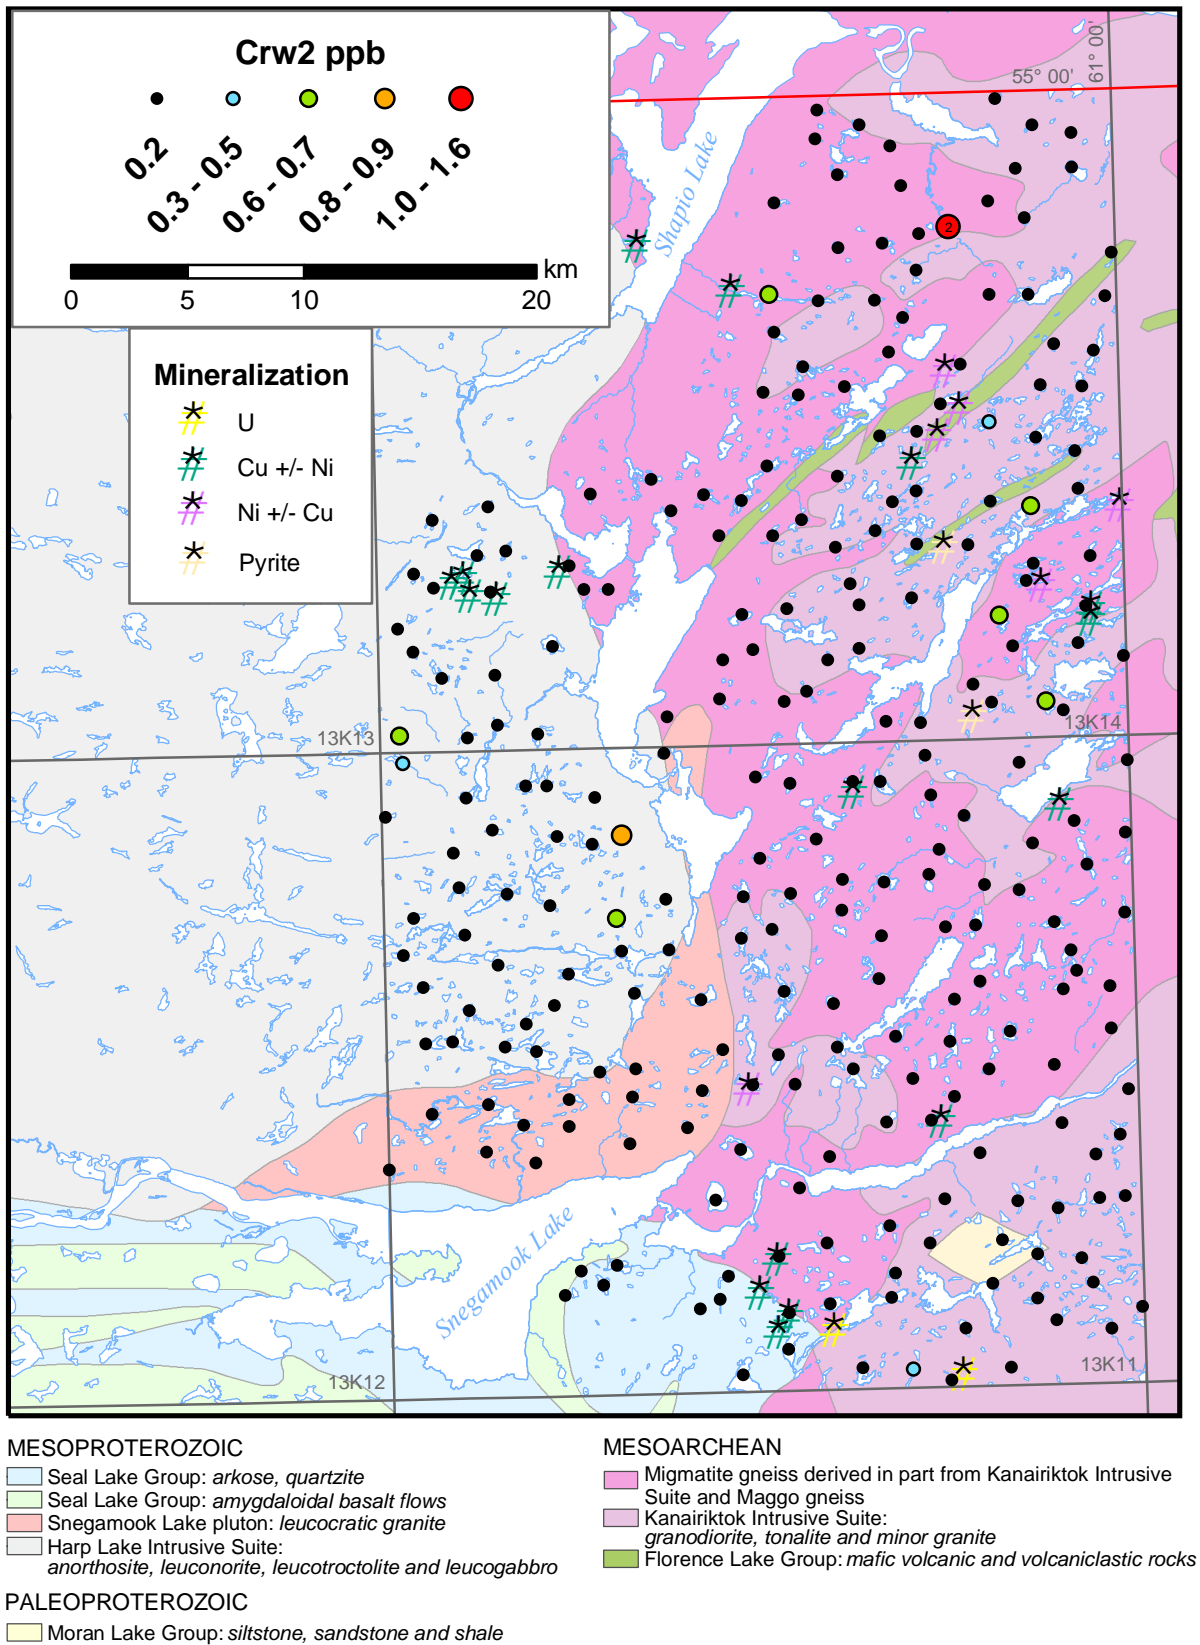 Crw2 ppb
0.2
0.3 - 0.5
0.6 - 0.7
0.8 - 0.9
1.0 - 1.6
km
0 5 10 20
Mineralization
U
Cu +/- Ni
Ni +/- Cu
Pyrite
55° 00'
61° 00'
Shapio Lake
2
13K13
13K14
Snegamook Lake
13K12
13K11
MESOPROTEROZOIC
Seal Lake Group: arkose, quartzite
Seal Lake Group: amygdaloidal basalt flows
Snegamook Lake pluton: leucocratic granite
Harp Lake Intrusive Suite:
anorthosite, leuconorite, leucotroctolite and leucogabbro
PALEOPROTEROZOIC
Moran Lake Group: siltstone, sandstone and shale
MESOARCHEAN
Migmatite gneiss derived in part from Kanairiktok Intrusive
Suite and Maggo gneiss
Kanairiktok Intrusive Suite:
granodiorite, tonalite and minor granite
Florence Lake Group: mafic volcanic and volcaniclastic rocks